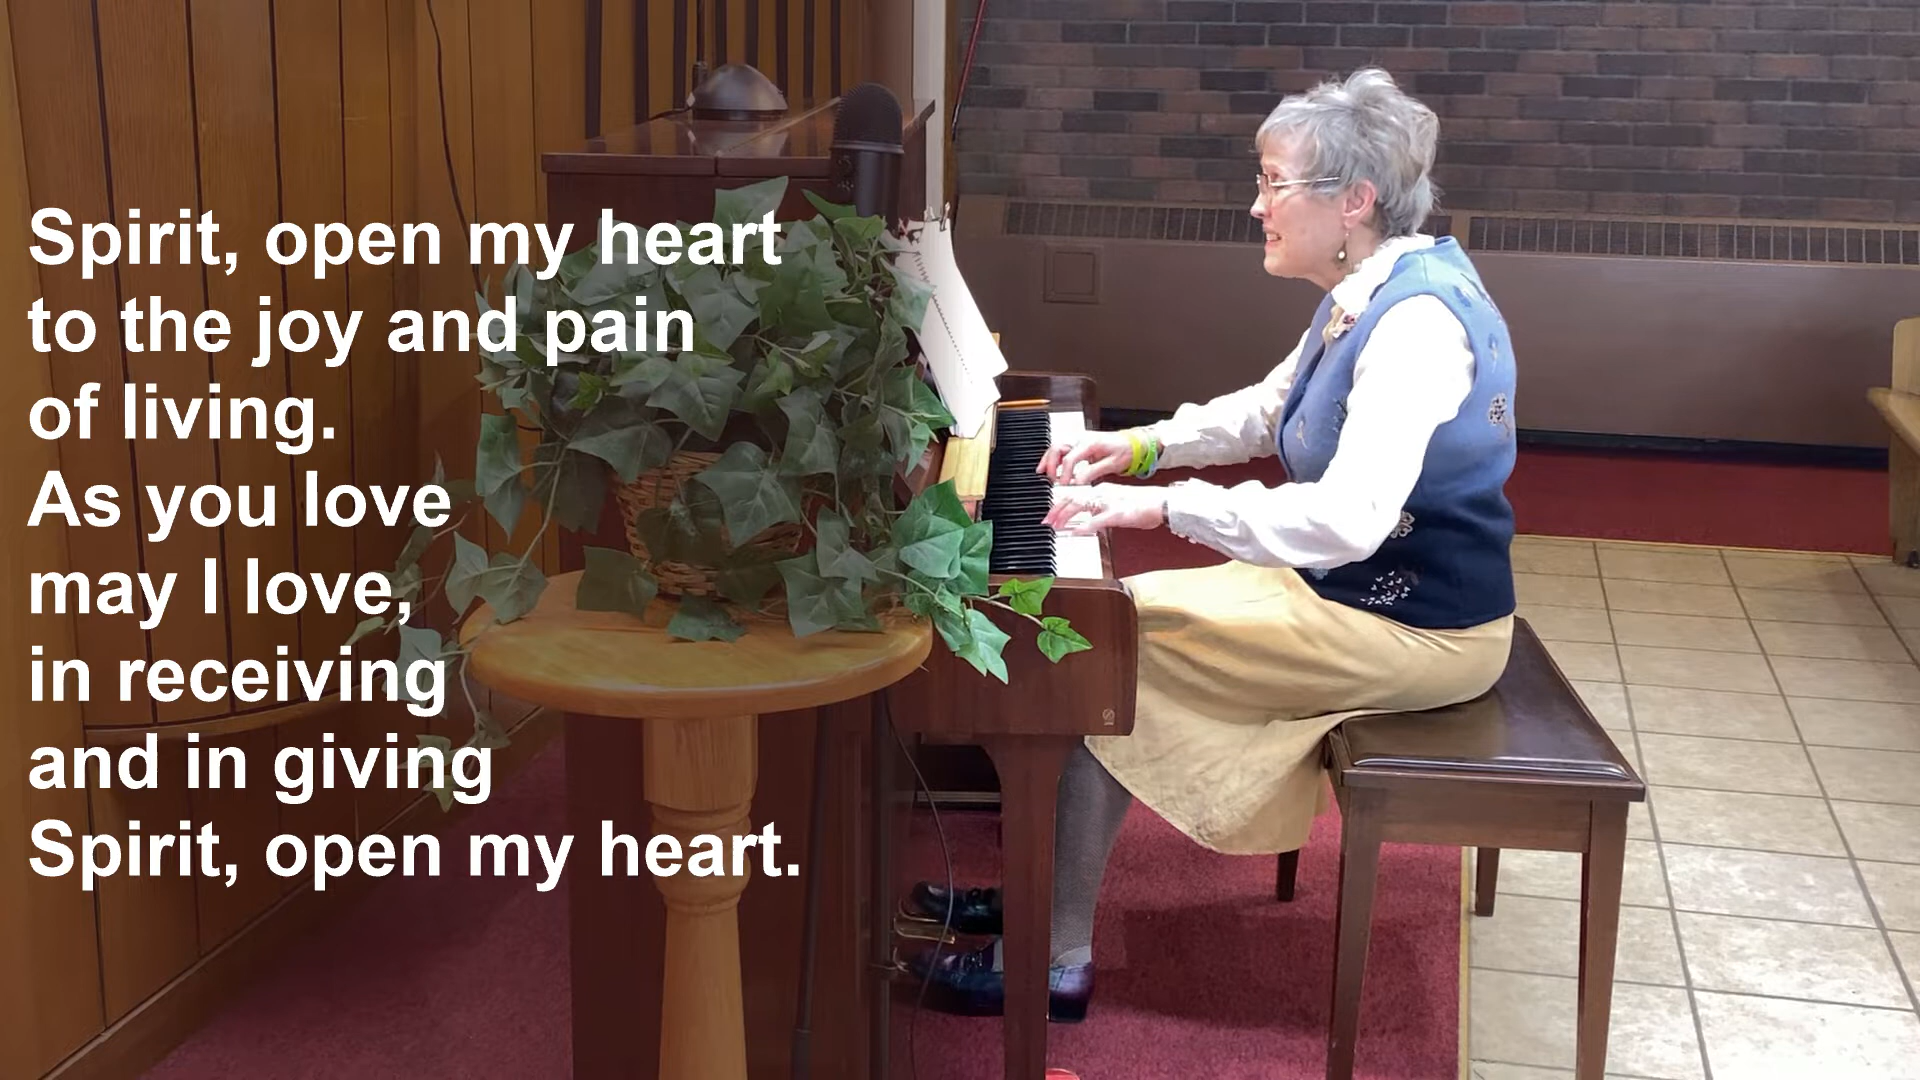 Spirit, open my heart
to the joy and pain
of living.
As you love
may I love,
in receiving
and in giving
Spirit, open my heart.